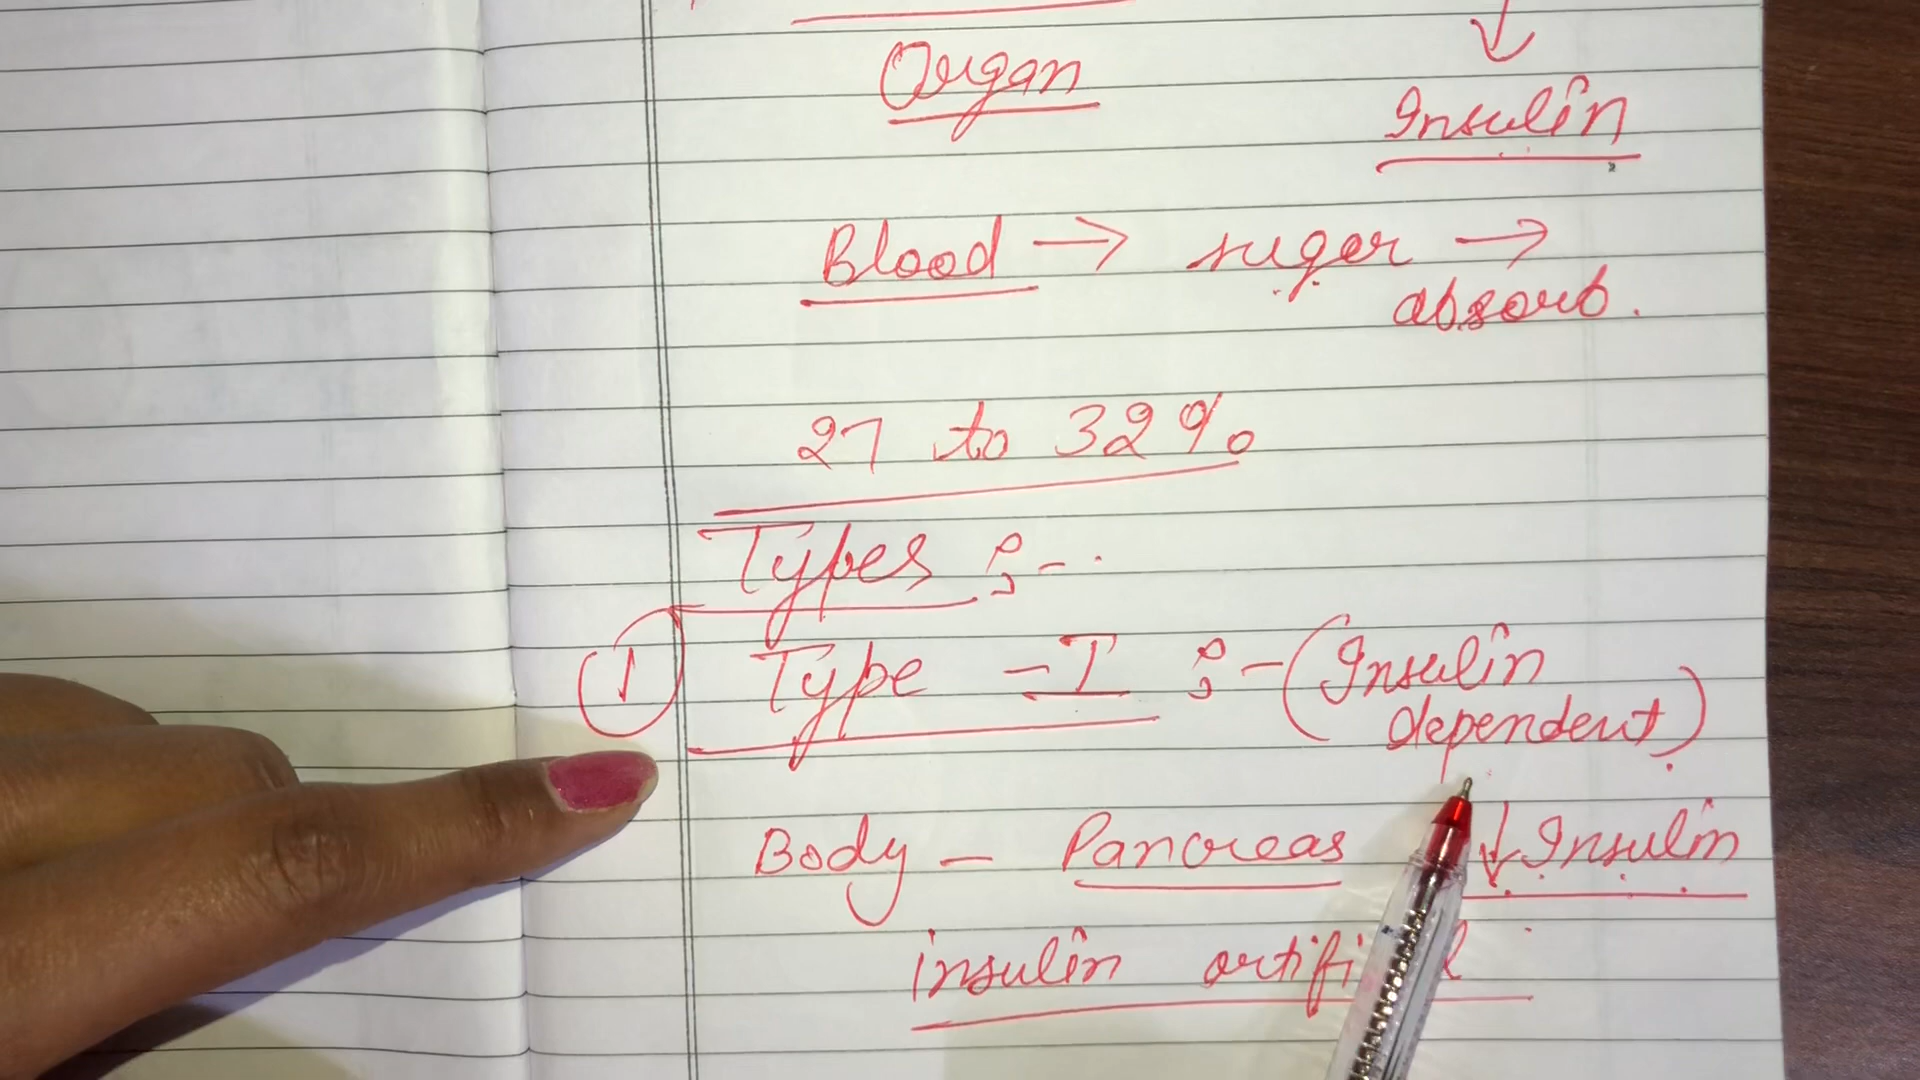 Organ
↓
Insulin
Blood → suger →
absorb.
27 to 32%
Types :-
① Type - I :- (Insulin
dependent)
Body - Pancreas ↓ Insulin
insulin